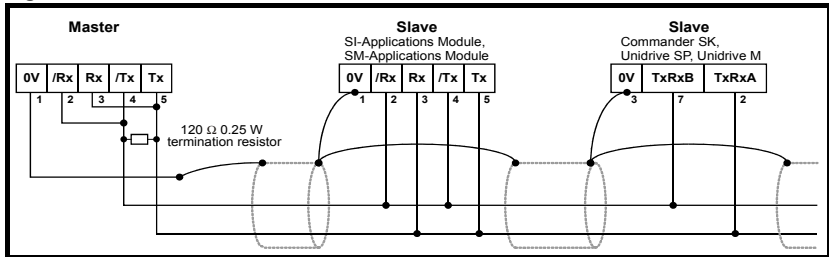 Master
0V /Rx Rx /Tx Tx
1 2 3 4 5
120 Ω 0.25 W
termination resistor
Slave
SI-Applications Module,
SM-Applications Module
0V /Rx Rx /Tx Tx
1 2 3 4 5
Slave
Commander SK,
Unidrive SP, Unidrive M
0V TxRxB TxRxA
3 7 2